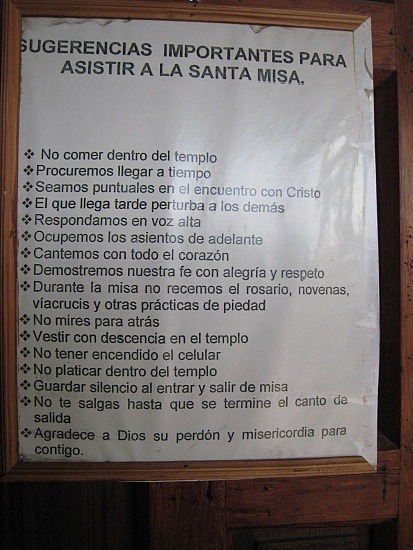 SUGERENCIAS IMPORTANTES PARA
ASISTIR A LA SANTA MISA.
❖ No comer dentro del templo
❖ Procuremos llegar a tiempo
❖ Seamos puntuales en el encuentro con Cristo
❖ El que llega tarde perturba a los demás
❖ Respondamos en voz alta
❖ Ocupemos los asientos de adelante
❖ Cantemos con todo el corazón
❖ Demostremos nuestra fe con alegría y respeto
❖ Durante la misa no recemos el rosario, novenas,
víacrucis y otras prácticas de piedad
❖ No mires para atrás
❖ Vestir con descencia en el templo
❖ No tener encendido el celular
❖ No platicar dentro del templo
❖ Guardar silencio al entrar y salir de misa
❖ No te salgas hasta que se termine el canto de
salida
❖ Agradece a Dios su perdón y misericordia para
contigo.